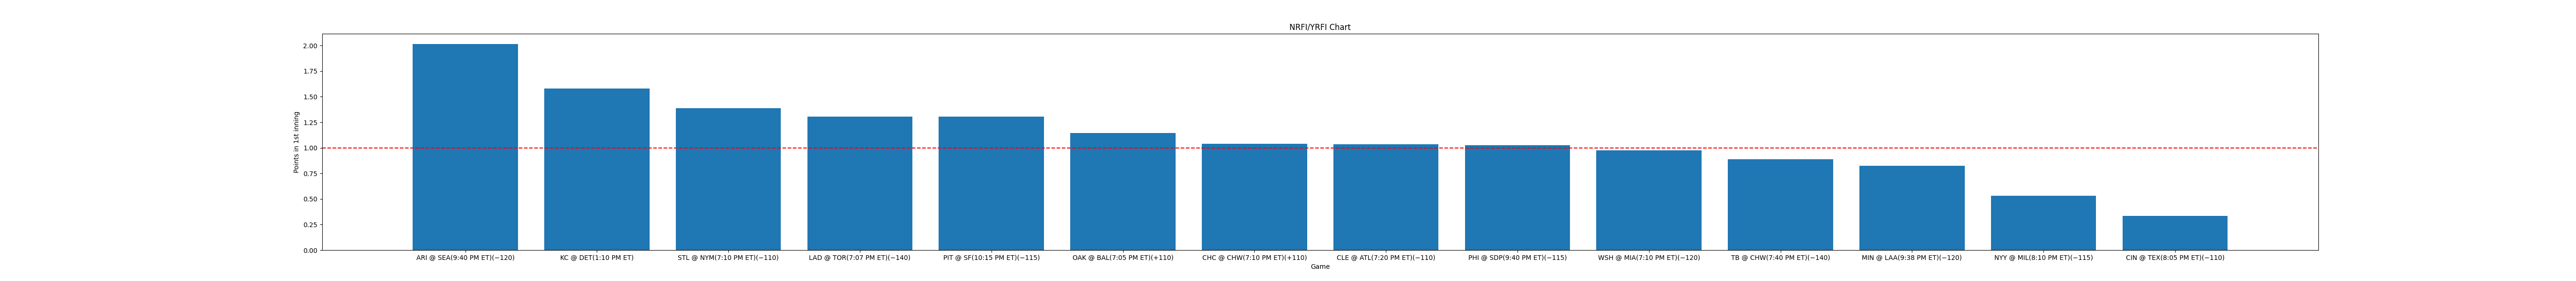 NRFI/YRFI Chart
Points in 1st inning
2.00
1.75
1.50
1.25
1.00
0.75
0.50
0.25
0.00
ARI @ SEA(9:40 PM ET)(−120) KC @ DET(1:10 PM ET) STL @ NYM(7:10 PM ET)(−110) LAD @ TOR(7:07 PM ET)(−140) PIT @ SF(10:15 PM ET)(−115) OAK @ BAL(7:05 PM ET)(+110) CHC @ CHW(7:10 PM ET)(+110) CLE @ ATL(7:20 PM ET)(−110) PHI @ SDP(9:40 PM ET)(−115) WSH @ MIA(7:10 PM ET)(−120) TB @ CHW(7:40 PM ET)(−140) MIN @ LAA(9:38 PM ET)(−120) NYY @ MIL(8:10 PM ET)(−115) CIN @ TEX(8:05 PM ET)(−110)
Game